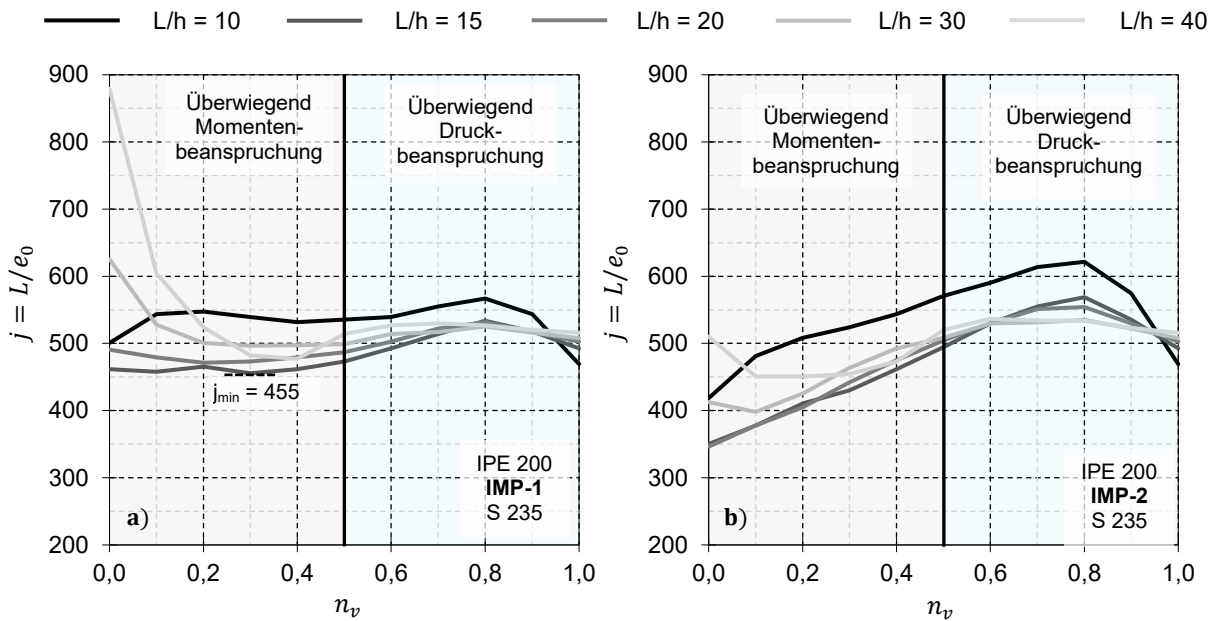 L/h = 10 L/h = 15 L/h = 20 L/h = 30 L/h = 40
j = L/e₀
900
800
700
600
500
400
300
200
Überwiegend
Momenten-
beanspruchung
Überwiegend
Druck-
beanspruchung
jmin = 455
IPE 200
IMP-1
S 235
a)
0,0 0,2 0,4 0,6 0,8 1,0
nᵥ
j = L/e₀
900
800
700
600
500
400
300
200
Überwiegend
Momenten-
beanspruchung
Überwiegend
Druck-
beanspruchung
IPE 200
IMP-2
S 235
b)
0,0 0,2 0,4 0,6 0,8 1,0
nᵥ